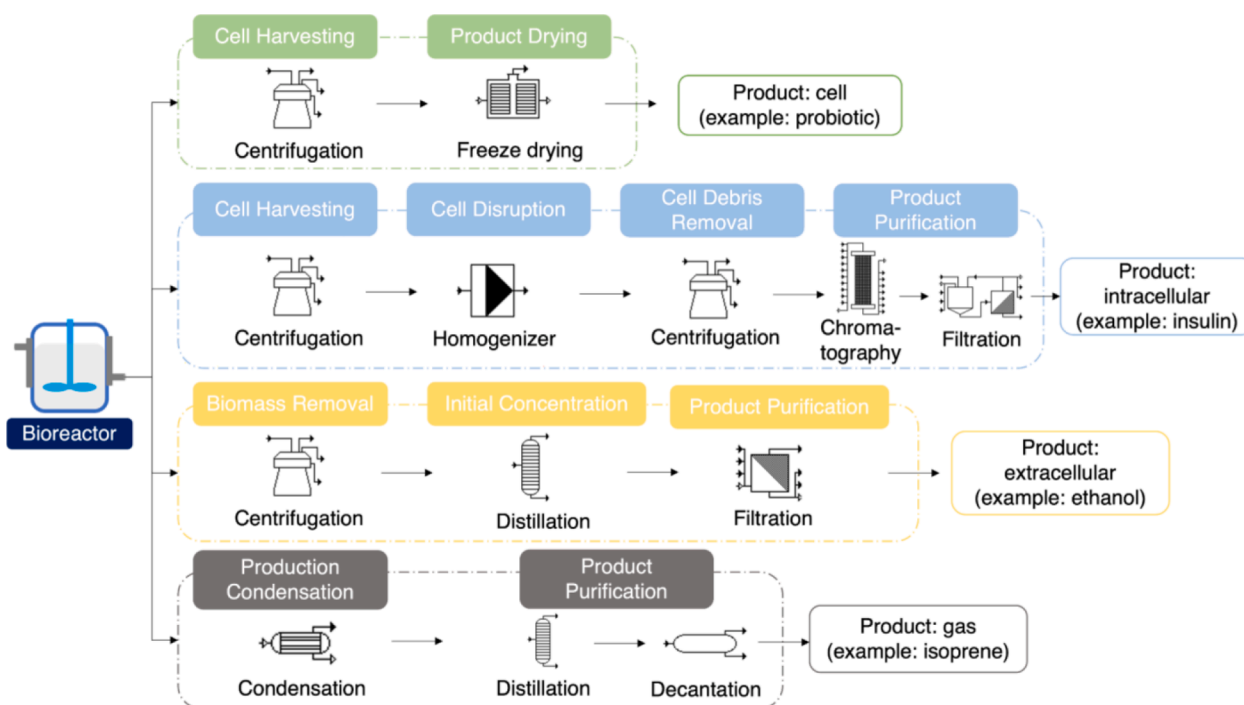 Cell Harvesting
Product Drying
Centrifugation
Freeze drying
Product: cell
(example: probiotic)
Cell Harvesting
Cell Disruption
Cell Debris
Removal
Product
Purification
Centrifugation
Homogenizer
Centrifugation
Chroma-
tography
Filtration
Product:
intracellular
(example: insulin)
Bioreactor
Biomass Removal
Initial Concentration
Product Purification
Centrifugation
Distillation
Filtration
Product:
extracellular
(example: ethanol)
Production
Condensation
Product
Purification
Condensation
Distillation
Decantation
Product: gas
(example: isoprene)